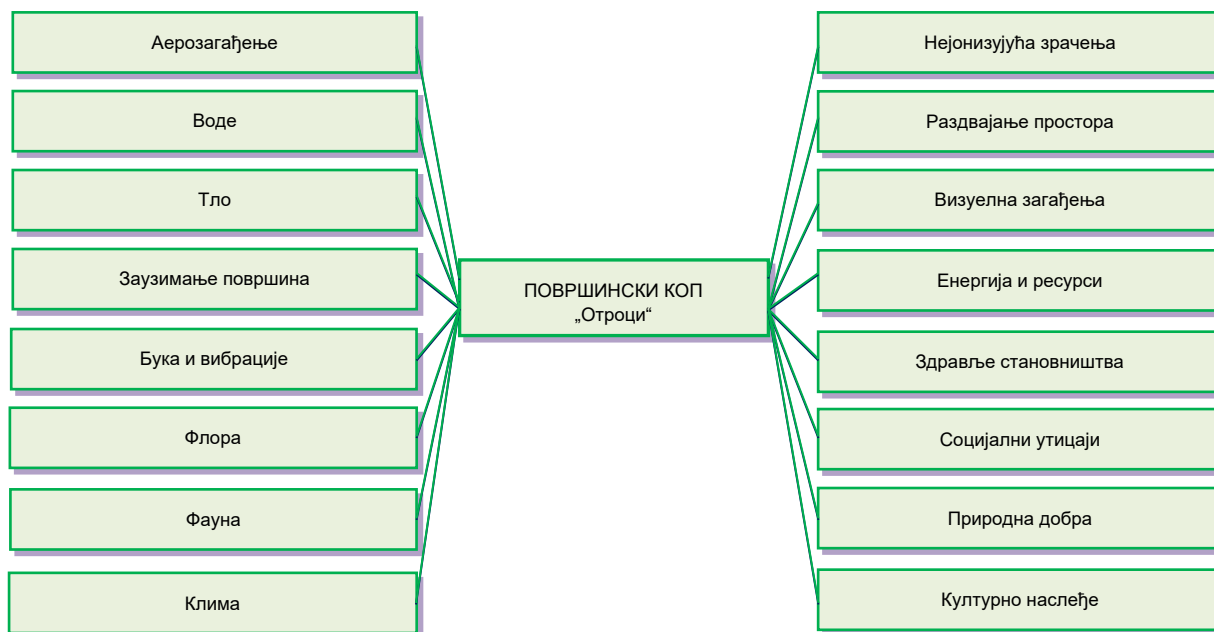 Аерозагађење
Воде
Тло
Заузимање површина
Бука и вибрације
Флора
Фауна
Клима
ПОВРШИНСКИ КОП
„Отроци“
Нејонизујућа зрачења
Раздвајање простора
Визуелна загађења
Енергија и ресурси
Здравље становништва
Социјални утицаји
Природна добра
Културно наслеђе